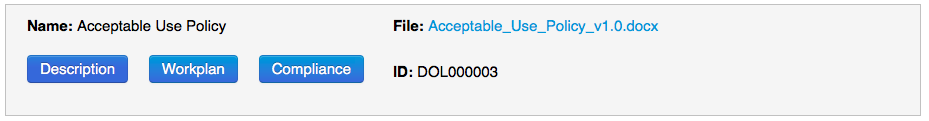 Name: Acceptable Use Policy
File: Acceptable_Use_Policy_v1.0.docx
Description
Workplan
Compliance
ID: DOL000003